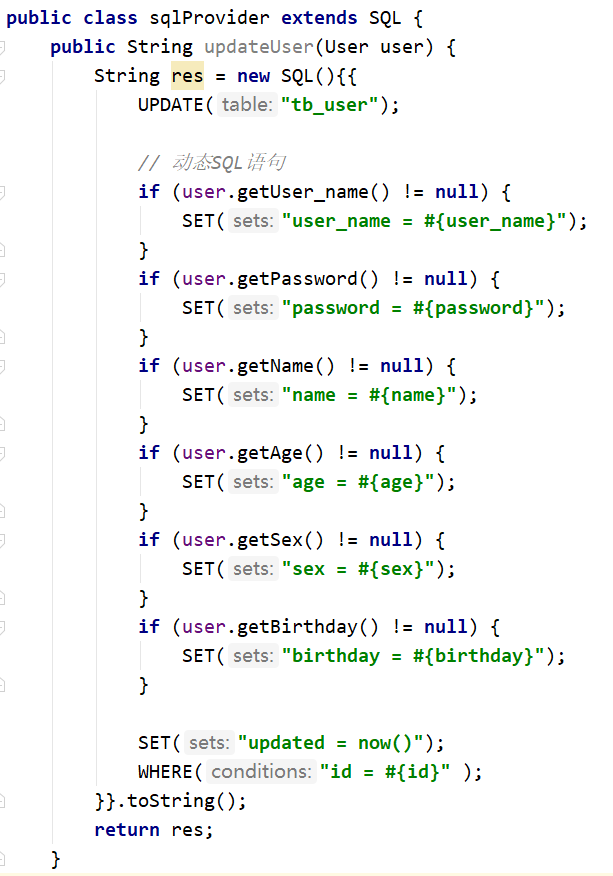 public class sqlProvider extends SQL {
public String updateUser(User user) {
String res = new SQL(){{
UPDATE( table: "tb_user");
// 动态SQL语句
if (user.getUser_name() != null) {
SET( sets: "user_name = #{user_name}");
}
if (user.getPassword() != null) {
SET( sets: "password = #{password}");
}
if (user.getName() != null) {
SET( sets: "name = #{name}");
}
if (user.getAge() != null) {
SET( sets: "age = #{age}");
}
if (user.getSex() != null) {
SET( sets: "sex = #{sex}");
}
if (user.getBirthday() != null) {
SET( sets: "birthday = #{birthday}");
}
SET( sets: "updated = now()");
WHERE( conditions: "id = #{id}" );
}}.toString();
return res;
}